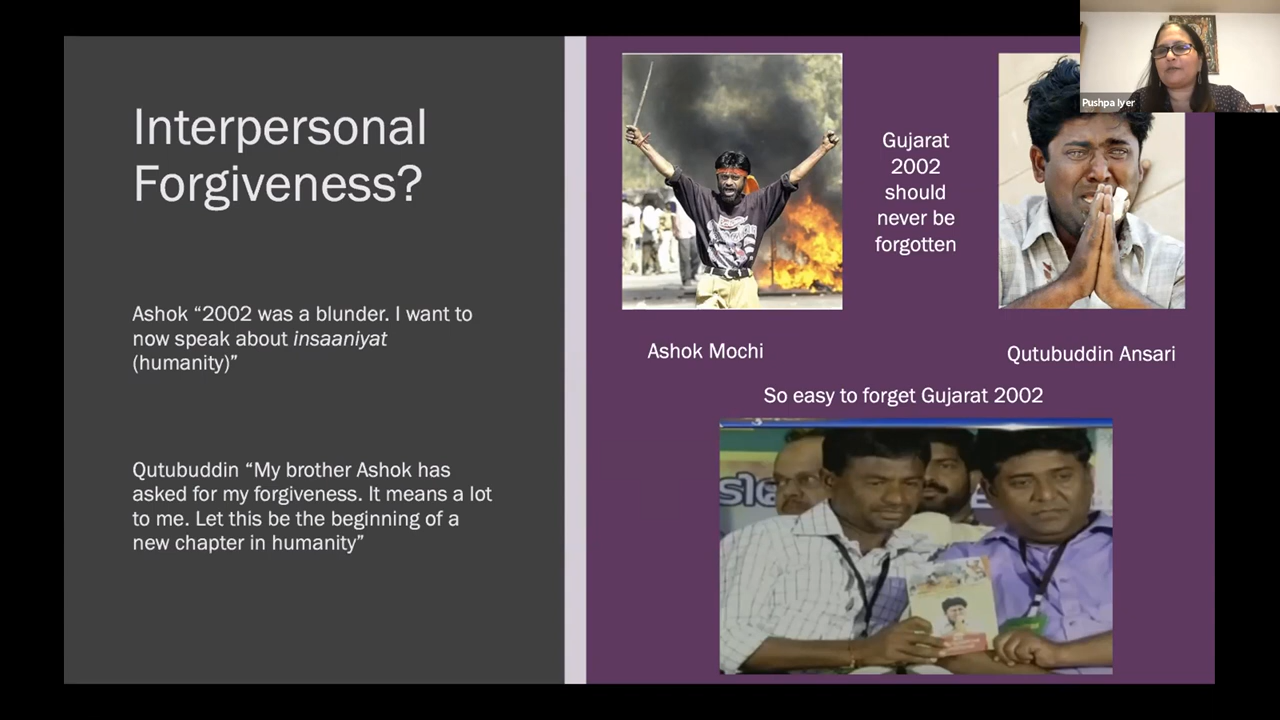 Interpersonal
Forgiveness?
Ashok “2002 was a blunder. I want to
now speak about insaaniyat
(humanity)”
Qutubuddin “My brother Ashok has
asked for my forgiveness. It means a lot
to me. Let this be the beginning of a
new chapter in humanity”
Gujarat
2002
should
never be
forgotten
Pushpa Iyer
Ashok Mochi
Qutubuddin Ansari
So easy to forget Gujarat 2002